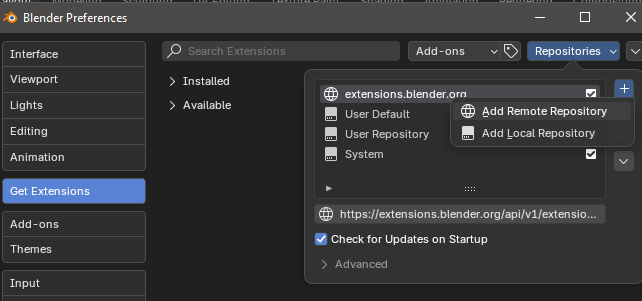 Blender Preferences
Interface
Viewport
Lights
Editing
Animation
Get Extensions
Add-ons
Themes
Input
Search Extensions
Add-ons
Repositories
Installed
Available
extensions.blender.org
User Default
User Repository
System
Add Remote Repository
Add Local Repository
https://extensions.blender.org/api/v1/extensio...
Check for Updates on Startup
Advanced